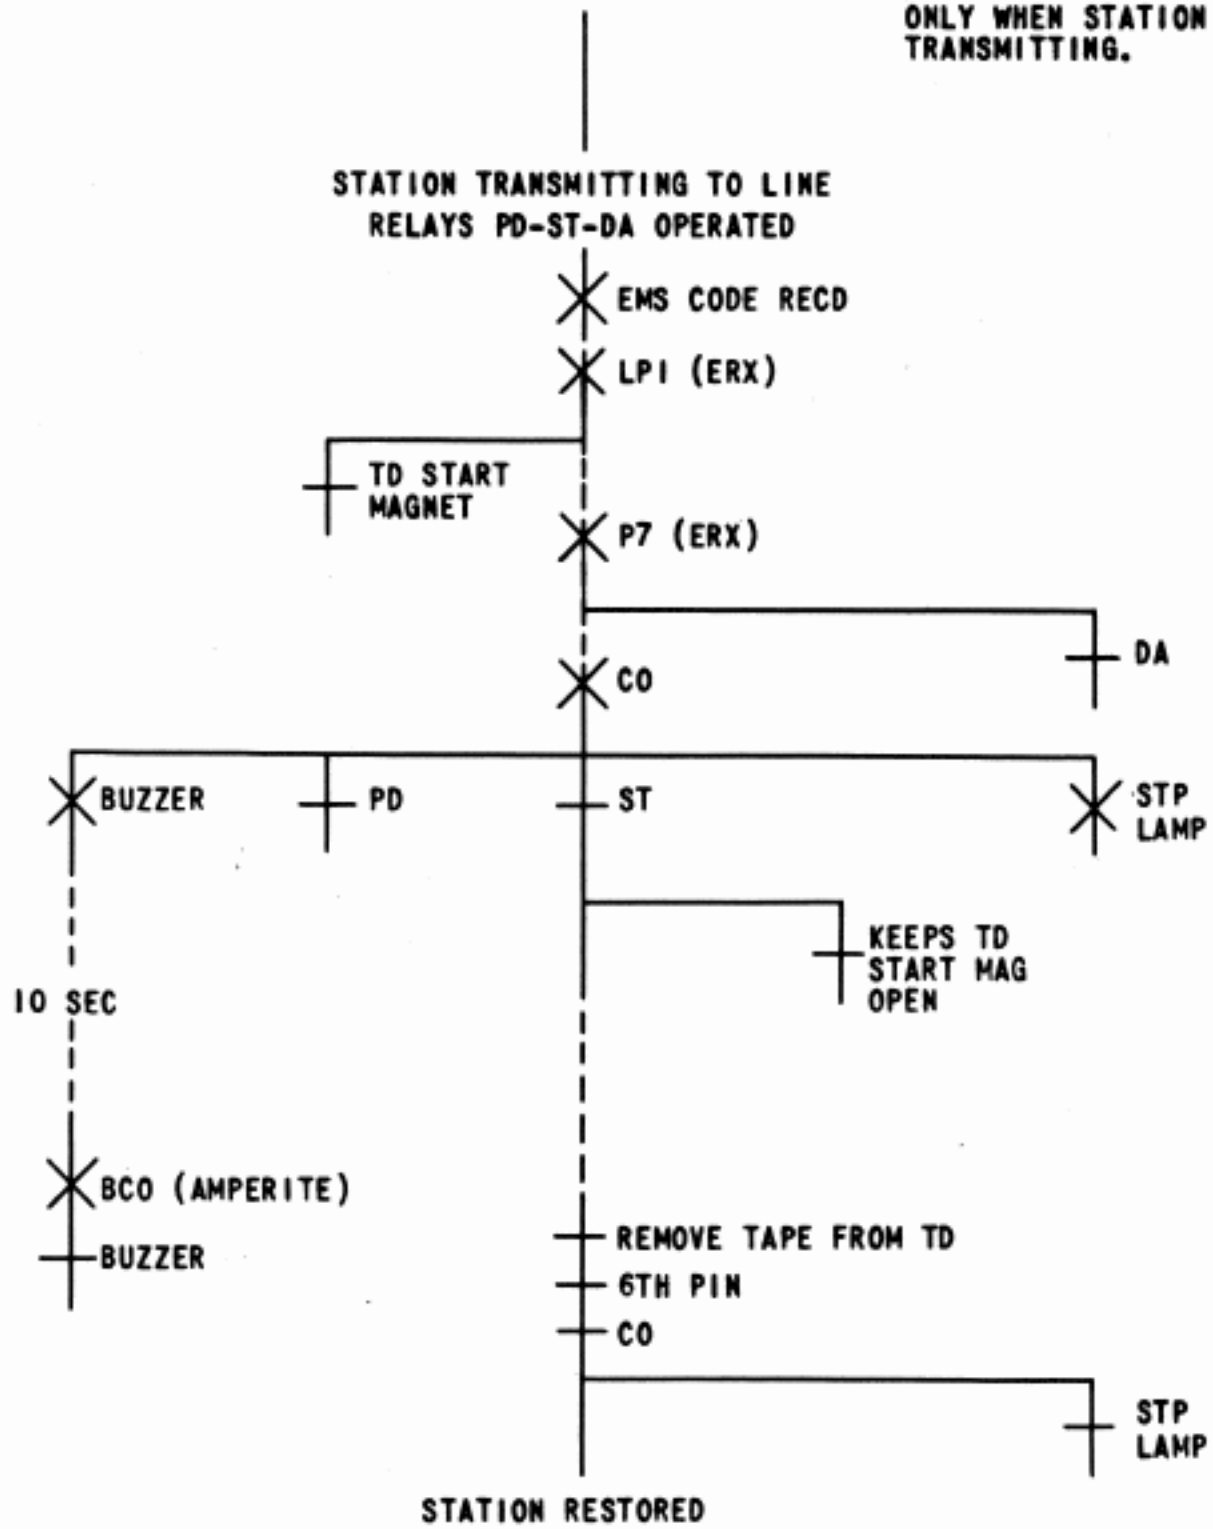 ONLY WHEN STATION
TRANSMITTING.
STATION TRANSMITTING TO LINE
RELAYS PD-ST-DA OPERATED
EMS CODE RECD
LP1 (ERX)
TD START
MAGNET
P7 (ERX)
DA
CO
BUZZER
PD
ST
STP
LAMP
KEEPS TD
START MAG
OPEN
10 SEC
BCO (AMPERITE)
BUZZER
REMOVE TAPE FROM TD
6TH PIN
CO
STP
LAMP
STATION RESTORED